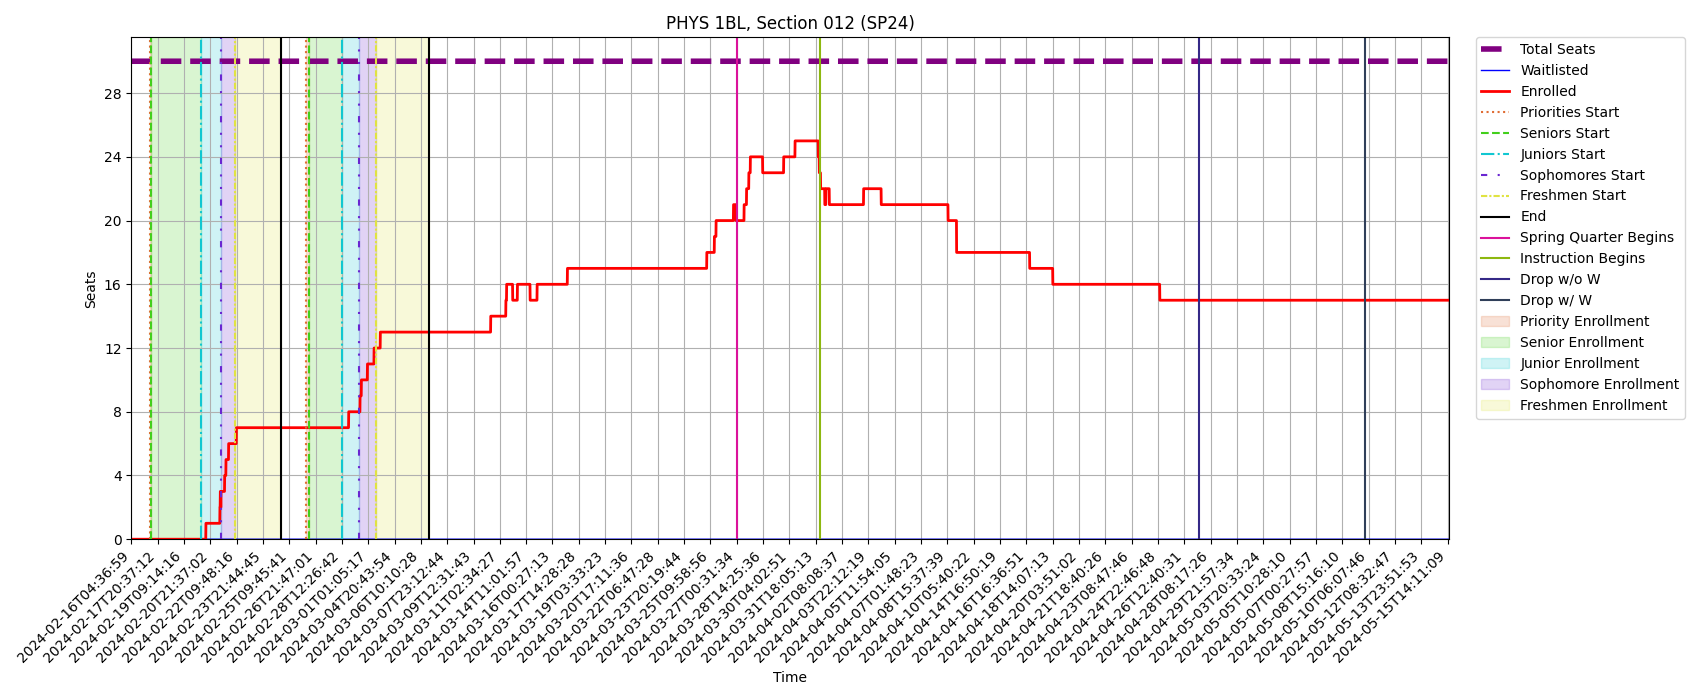 PHYS 1BL, Section 012 (SP24)
Seats
28
24
20
16
12
8
4
0
2024-02-16T04:36:59
2024-02-17T20:37:12
2024-02-19T09:14:16
2024-02-20T21:37:02
2024-02-22T09:48:16
2024-02-23T21:44:45
2024-02-25T09:45:41
2024-02-26T21:47:01
2024-02-28T12:26:42
2024-03-01T01:05:17
2024-03-04T20:43:54
2024-03-06T10:10:28
2024-03-07T23:12:44
2024-03-09T12:31:43
2024-03-11T02:34:27
2024-03-14T11:01:57
2024-03-16T00:27:13
2024-03-17T14:28:28
2024-03-19T03:33:23
2024-03-20T17:11:36
2024-03-22T06:47:28
2024-03-23T20:19:44
2024-03-25T09:58:56
2024-03-27T00:31:34
2024-03-28T14:25:36
2024-03-30T04:02:51
2024-03-31T18:05:13
2024-04-02T08:08:37
2024-04-03T22:12:19
2024-04-05T11:54:05
2024-04-07T01:48:23
2024-04-08T15:37:39
2024-04-10T05:40:22
2024-04-14T16:50:19
2024-04-16T16:36:51
2024-04-18T14:07:13
2024-04-20T03:51:02
2024-04-21T18:40:26
2024-04-23T08:47:46
2024-04-24T22:46:48
2024-04-26T12:40:31
2024-04-28T08:17:26
2024-04-29T21:57:34
2024-05-03T20:33:24
2024-05-05T10:28:10
2024-05-07T00:27:57
2024-05-08T15:16:10
2024-05-10T06:07:46
2024-05-12T08:32:47
2024-05-13T23:51:53
2024-05-15T14:11:09
Time
Total Seats
Waitlisted
Enrolled
Priorities Start
Seniors Start
Juniors Start
Sophomores Start
Freshmen Start
End
Spring Quarter Begins
Instruction Begins
Drop w/o W
Drop w/ W
Priority Enrollment
Senior Enrollment
Junior Enrollment
Sophomore Enrollment
Freshmen Enrollment